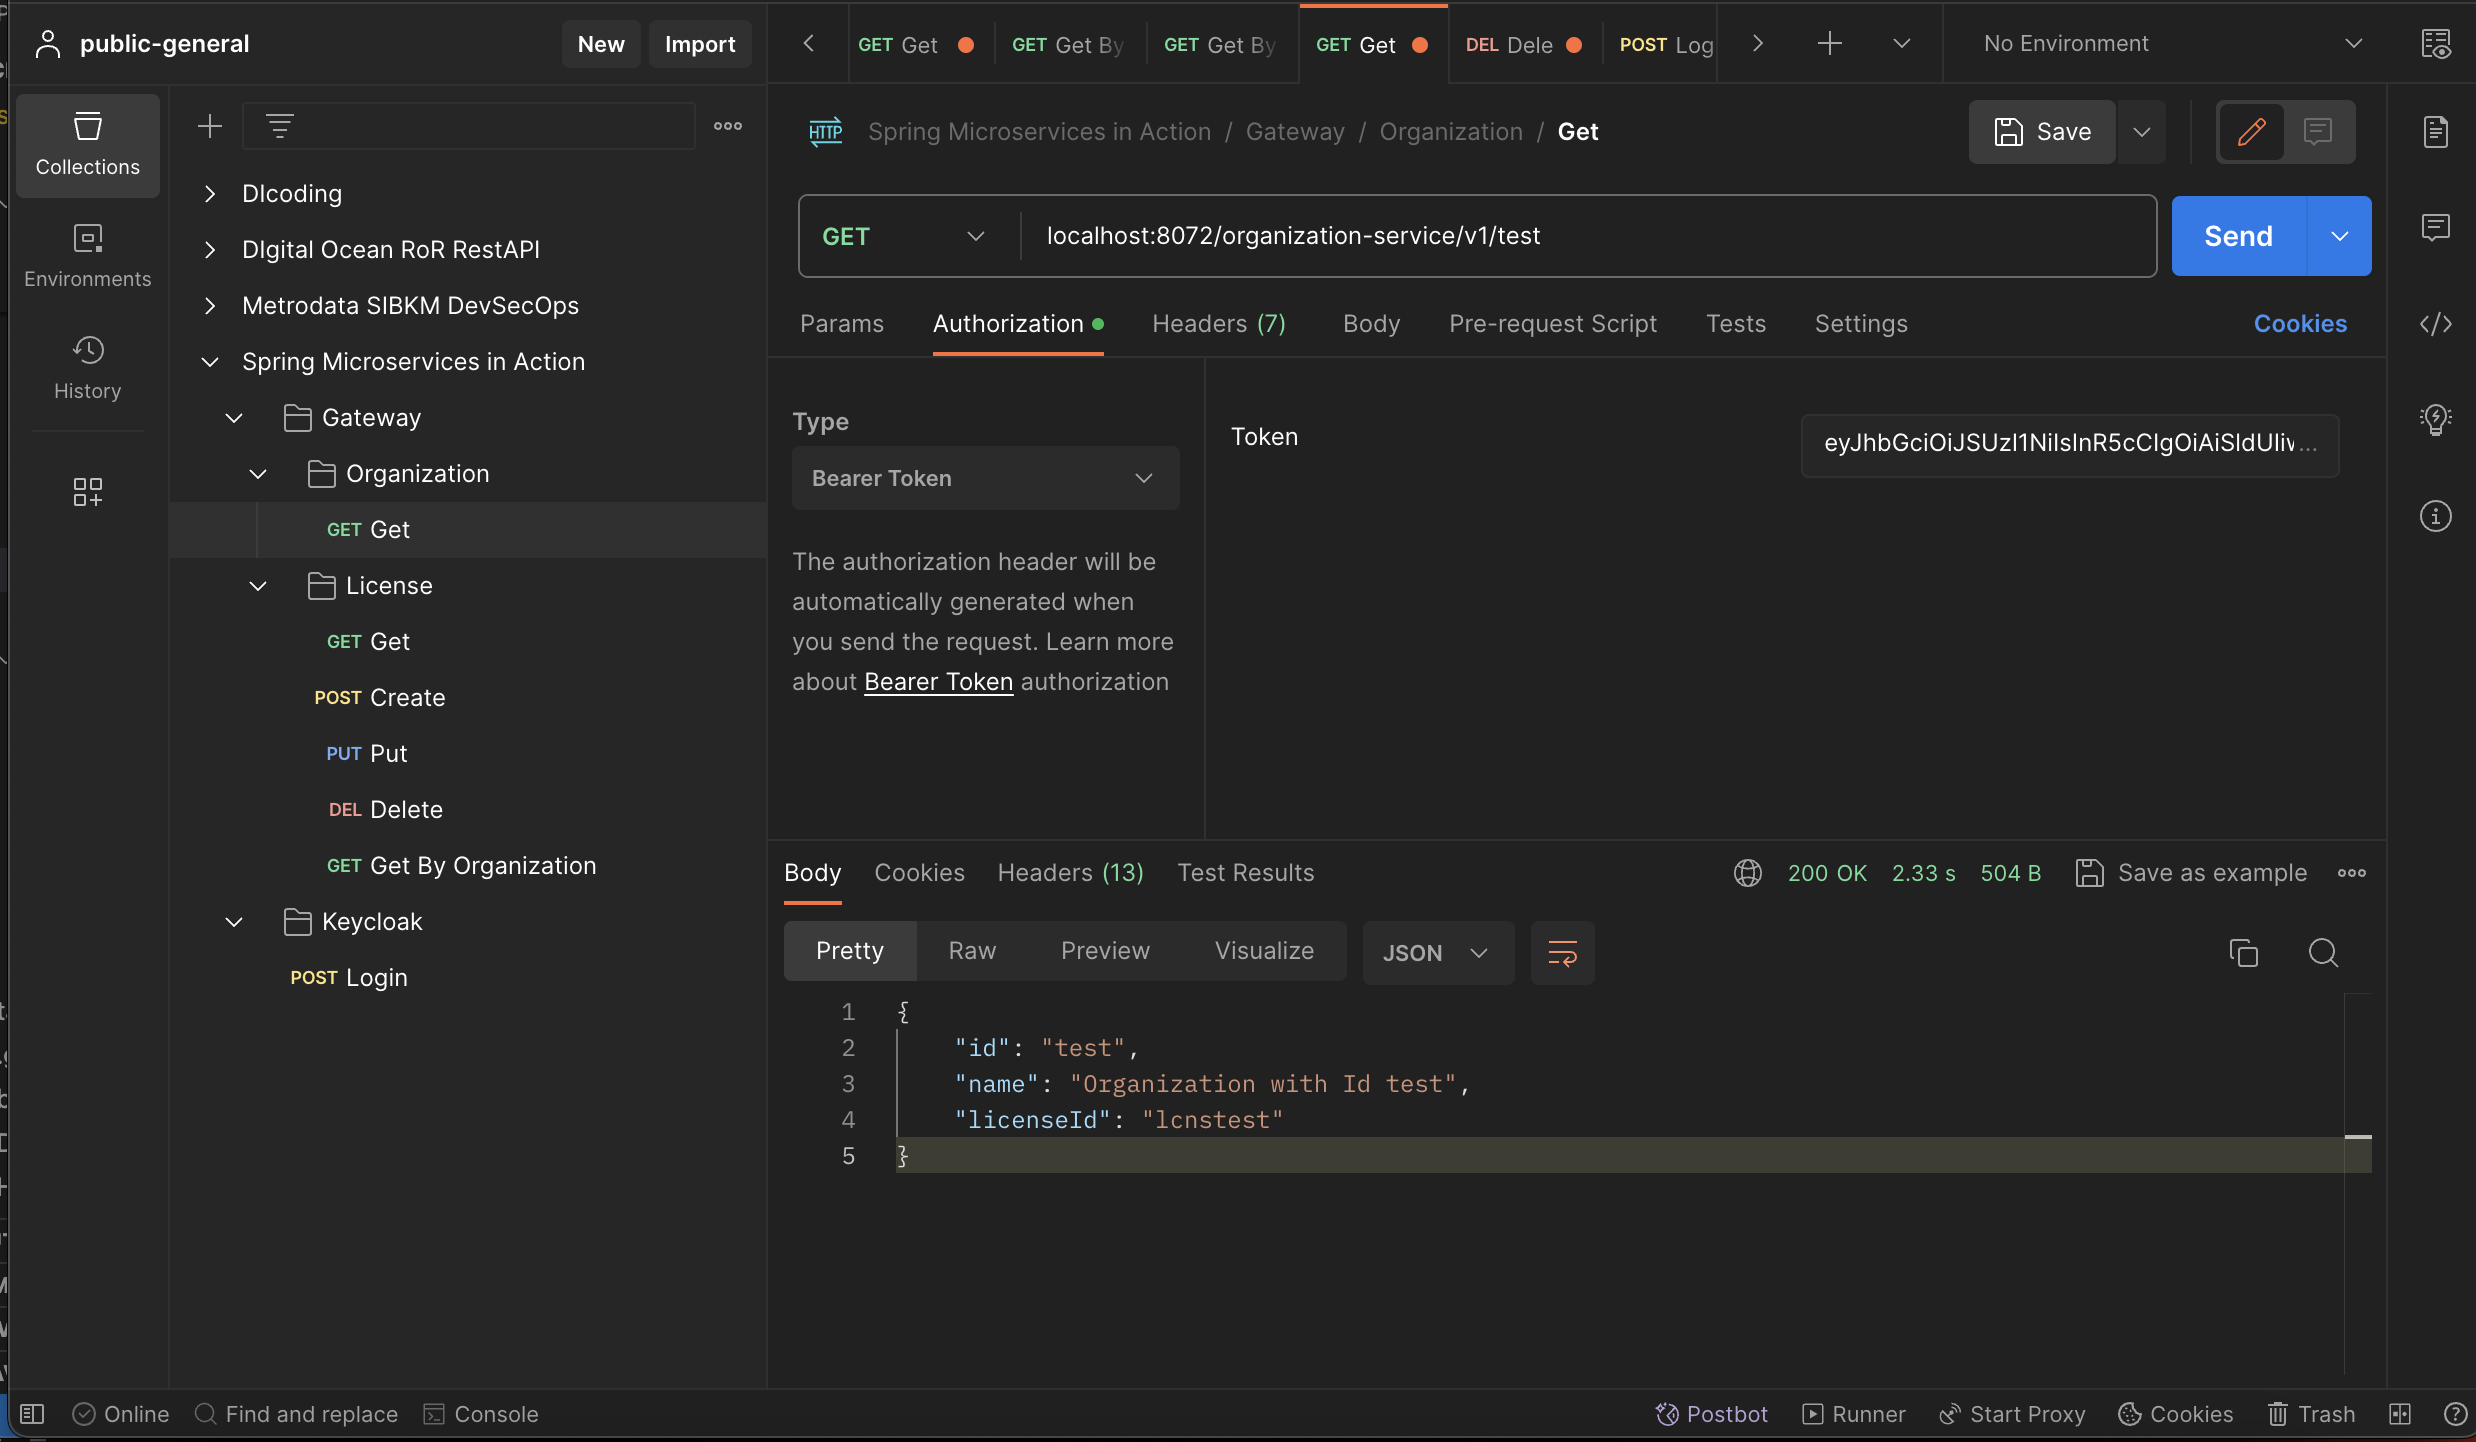 public-general
New
Import
GET Get
GET Get By
GET Get By
GET Get
DEL Dele
POST Log
No Environment
Collections
Environments
History
DIcoding
DIgital Ocean RoR RestAPI
Metrodata SIBKM DevSecOps
Spring Microservices in Action
Gateway
Organization
GET Get
License
GET Get
POST Create
PUT Put
DEL Delete
GET Get By Organization
Keycloak
POST Login
HTTP Spring Microservices in Action / Gateway / Organization / Get
Save
GET
localhost:8072/organization-service/v1/test
Send
Params
Authorization
Headers (7)
Body
Pre-request Script
Tests
Settings
Cookies
Type
Bearer Token
The authorization header will be
automatically generated when
you send the request. Learn more
about Bearer Token authorization
Token
eyJhbGciOiJSUzI1NiIsInR5cCIgOiAiSldUIiv...
Body
Cookies
Headers (13)
Test Results
200 OK
2.33 s
504 B
Save as example
Pretty
Raw
Preview
Visualize
JSON
1 {
2 "id": "test",
3 "name": "Organization with Id test",
4 "licenseId": "lcnstest"
5 }
Online
Find and replace
Console
Postbot
Runner
Start Proxy
Cookies
Trash